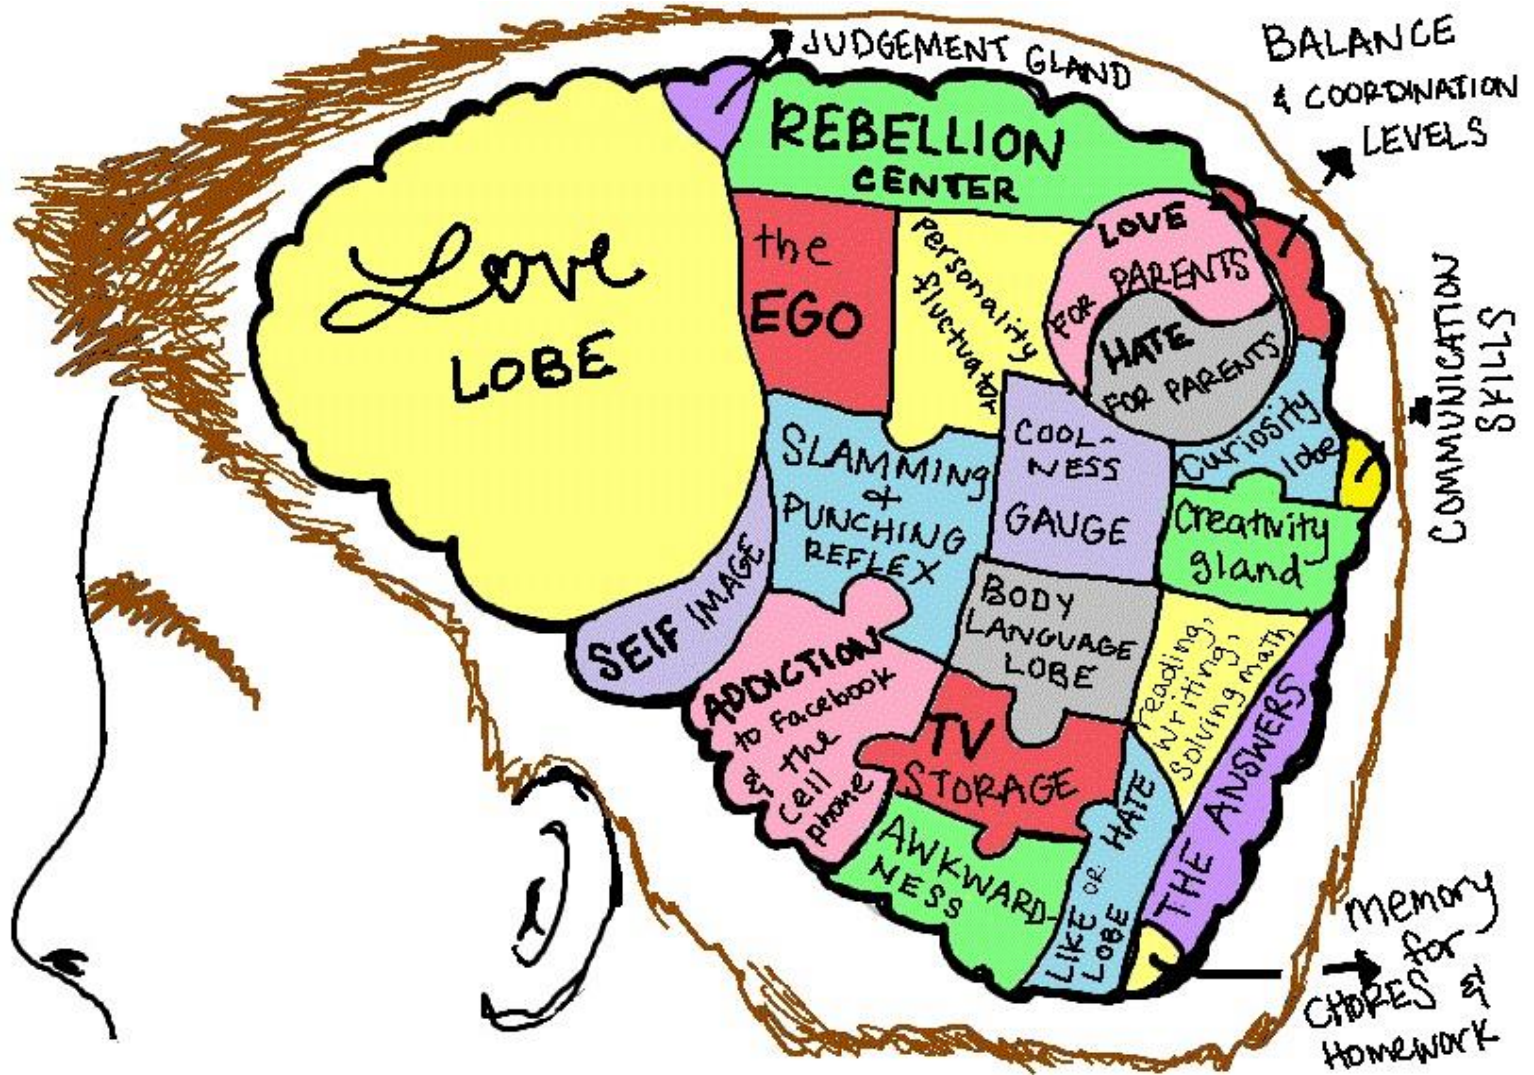 JUDGEMENT GLAND
BALANCE
& COORDINATION
LEVELS
REBELLION
CENTER
Love
LOBE
the
EGO
Personality
fluctuator
LOVE
FOR PARENTS
HATE
FOR PARENTS
COMMUNICATION
SKILLS
SLAMMING
+
PUNCHING
REFLEX
COOL-
NESS
GAUGE
Curiosity
lobe
Creativity
gland
SElF IMAGE
BODY
LANGUAGE
LOBE
reading,
writing,
solving math
ADDICTION
to facebook
& the
cell
phone
TV
STORAGE
THE ANSWERS
AWKWARD-
NESS
LIKE OR HATE
LOBE
memory
for
CHORES &
HOmewORK